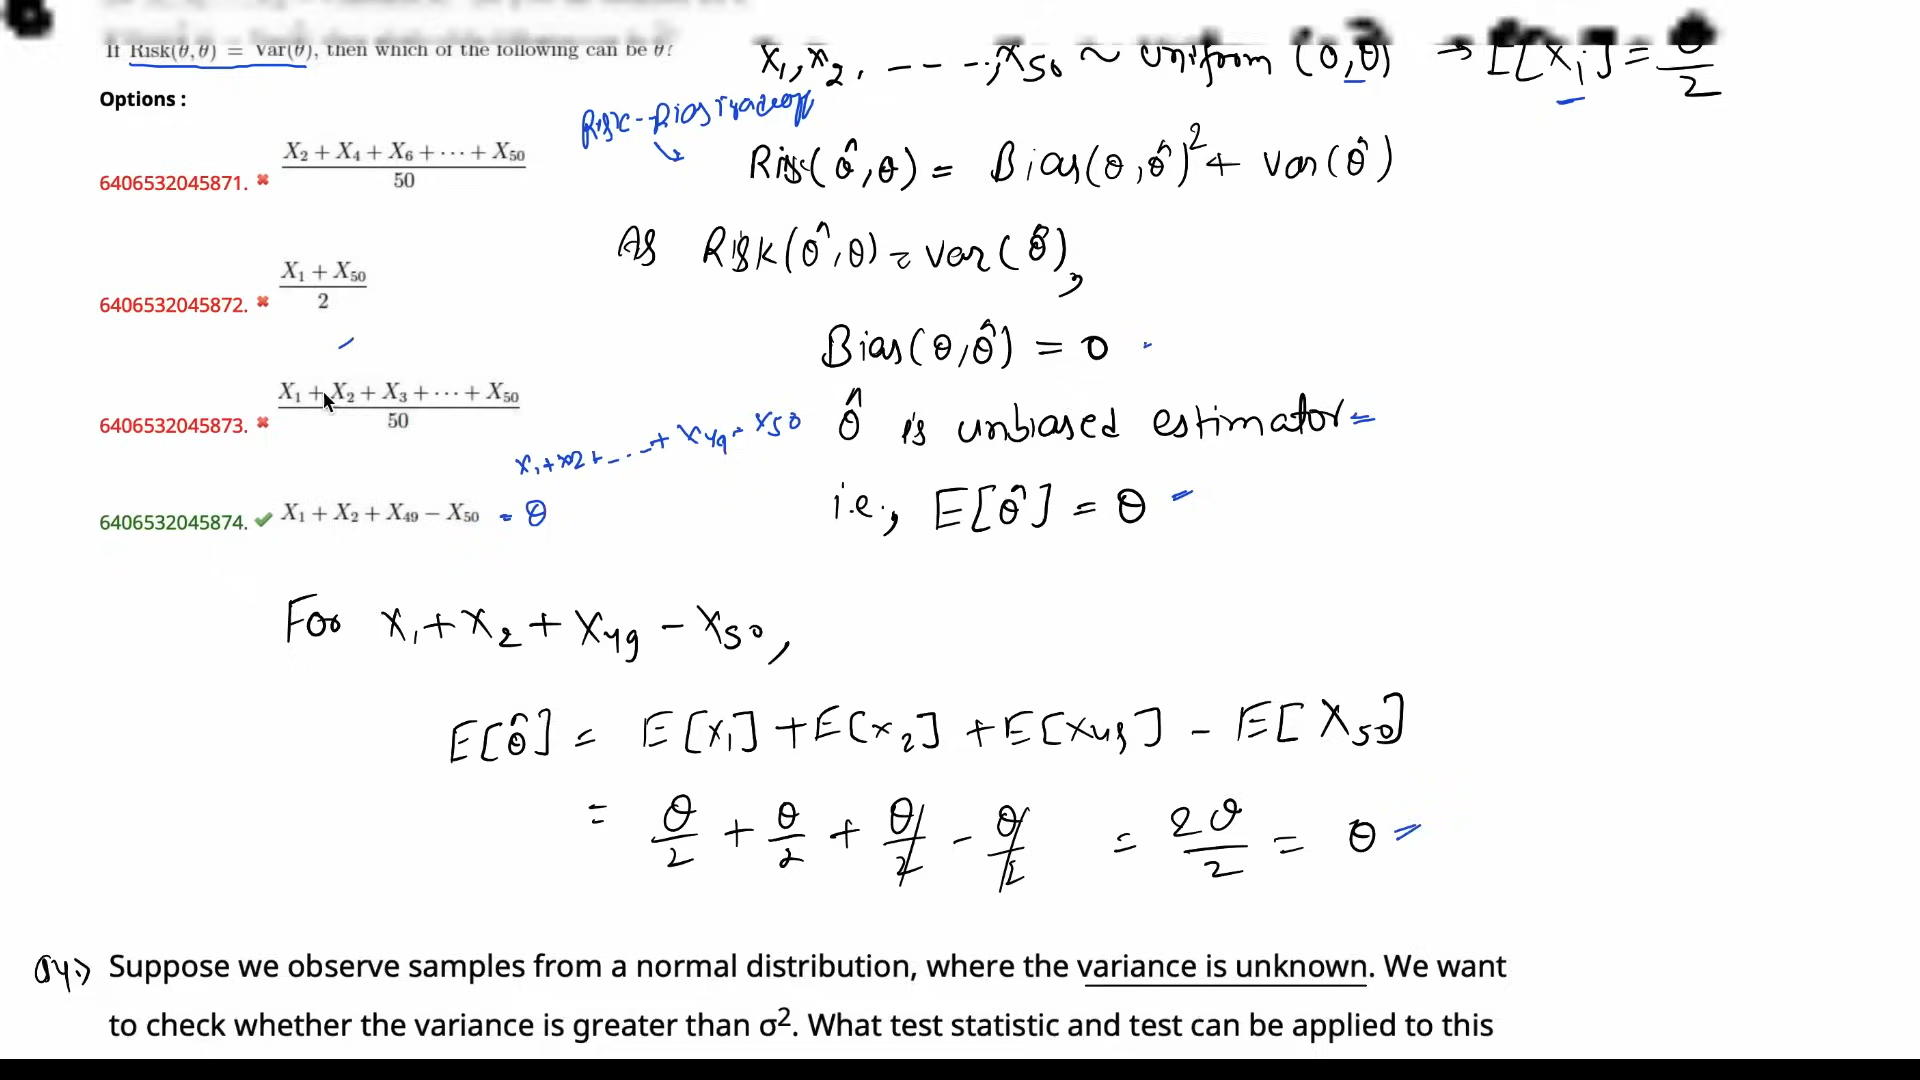 If Risk(θ̂, θ) = Var(θ̂), then which of the following can be θ̂?
X₁, X₂, - - - -, X₅₀ ~ Uniform (0, θ) → E[Xᵢ] = θ/2
Options :
Risk-Bias tradeoff
6406532045871. ✖ (X₂ + X₄ + X₆ + ⋯ + X₅₀)/50
Risk(θ̂, θ) = Bias(θ, θ̂)² + Var(θ̂)
As Risk(θ̂, θ) = Var(θ̂),
6406532045872. ✖ (X₁ + X₅₀)/2
Bias(θ, θ̂) = 0
6406532045873. ✖ (X₁ + X₂ + X₃ + ⋯ + X₅₀)/50
θ̂ is unbiased estimator
X₁ + X₂ + - . . - + X₄₉ - X₅₀
i.e., E[θ̂] = θ
6406532045874. ✔ X₁ + X₂ + X₄₉ − X₅₀ = θ
For X₁ + X₂ + X₄₉ - X₅₀,
E[θ̂] = E[X₁] + E[X₂] + E[X₄₉] - E[X₅₀]
= θ/2 + θ/2 + θ/2 - θ/2 = 2θ/2 = θ
Q4) Suppose we observe samples from a normal distribution, where the variance is unknown. We want
to check whether the variance is greater than σ². What test statistic and test can be applied to this